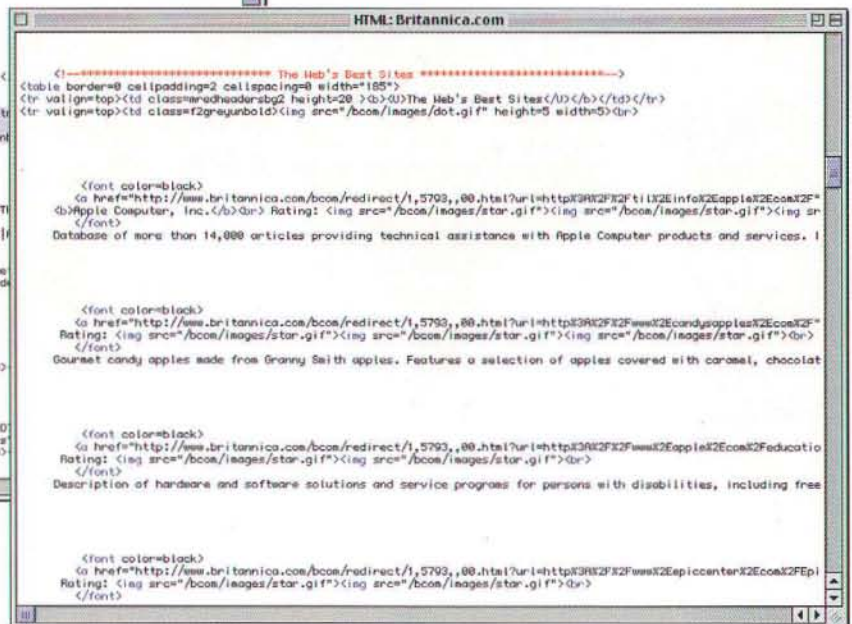 HTML: Britannica.com
<!--**************************** The Web's Best Sites ***************************-->
<table border=0 cellpadding=2 cellspacing=0 width="185">
<tr valign=top><td class=mredheadersbg2 height=20 ><b><U>The Web's Best Sites</U></b></td></tr>
<tr valign=top><td class=f2greyunbold><img src="/bcom/images/dot.gif" height=5 width=5><br>
<font color=black>
<a href="http://www.britannica.com/bcom/redirect/1,5793,,00.html?url=http%3A%2F%2Ftil%2Einfo%2Eapple%2Ecom%2F"
<b>Apple Computer, Inc.</b><br> Rating: <img src="/bcom/images/star.gif"><img src="/bcom/images/star.gif"><img sr
</font>
Database of more than 14,000 articles providing technical assistance with Apple Computer products and services. I
<font color=black>
<a href="http://www.britannica.com/bcom/redirect/1,5793,,00.html?url=http%3A%2F%2Fwww%2Ecandysapples%2Ecom%2F"
Rating: <img src="/bcom/images/star.gif"><img src="/bcom/images/star.gif"><br>
</font>
Gourmet candy apples made from Granny Smith apples. Features a selection of apples covered with caramel, chocolat
<font color=black>
<a href="http://www.britannica.com/bcom/redirect/1,5793,,00.html?url=http%3A%2F%2Fwww%2Eapple%2Ecom%2Feducatio
Rating: <img src="/bcom/images/star.gif"><img src="/bcom/images/star.gif"><br>
</font>
Description of hardware and software solutions and service programs for persons with disabilities, including free
<font color=black>
<a href="http://www.britannica.com/bcom/redirect/1,5793,,00.html?url=http%3A%2F%2Fwww%2Eepiccenter%2Ecom%2FEpi
Rating: <img src="/bcom/images/star.gif"><img src="/bcom/images/star.gif"><br>
</font>